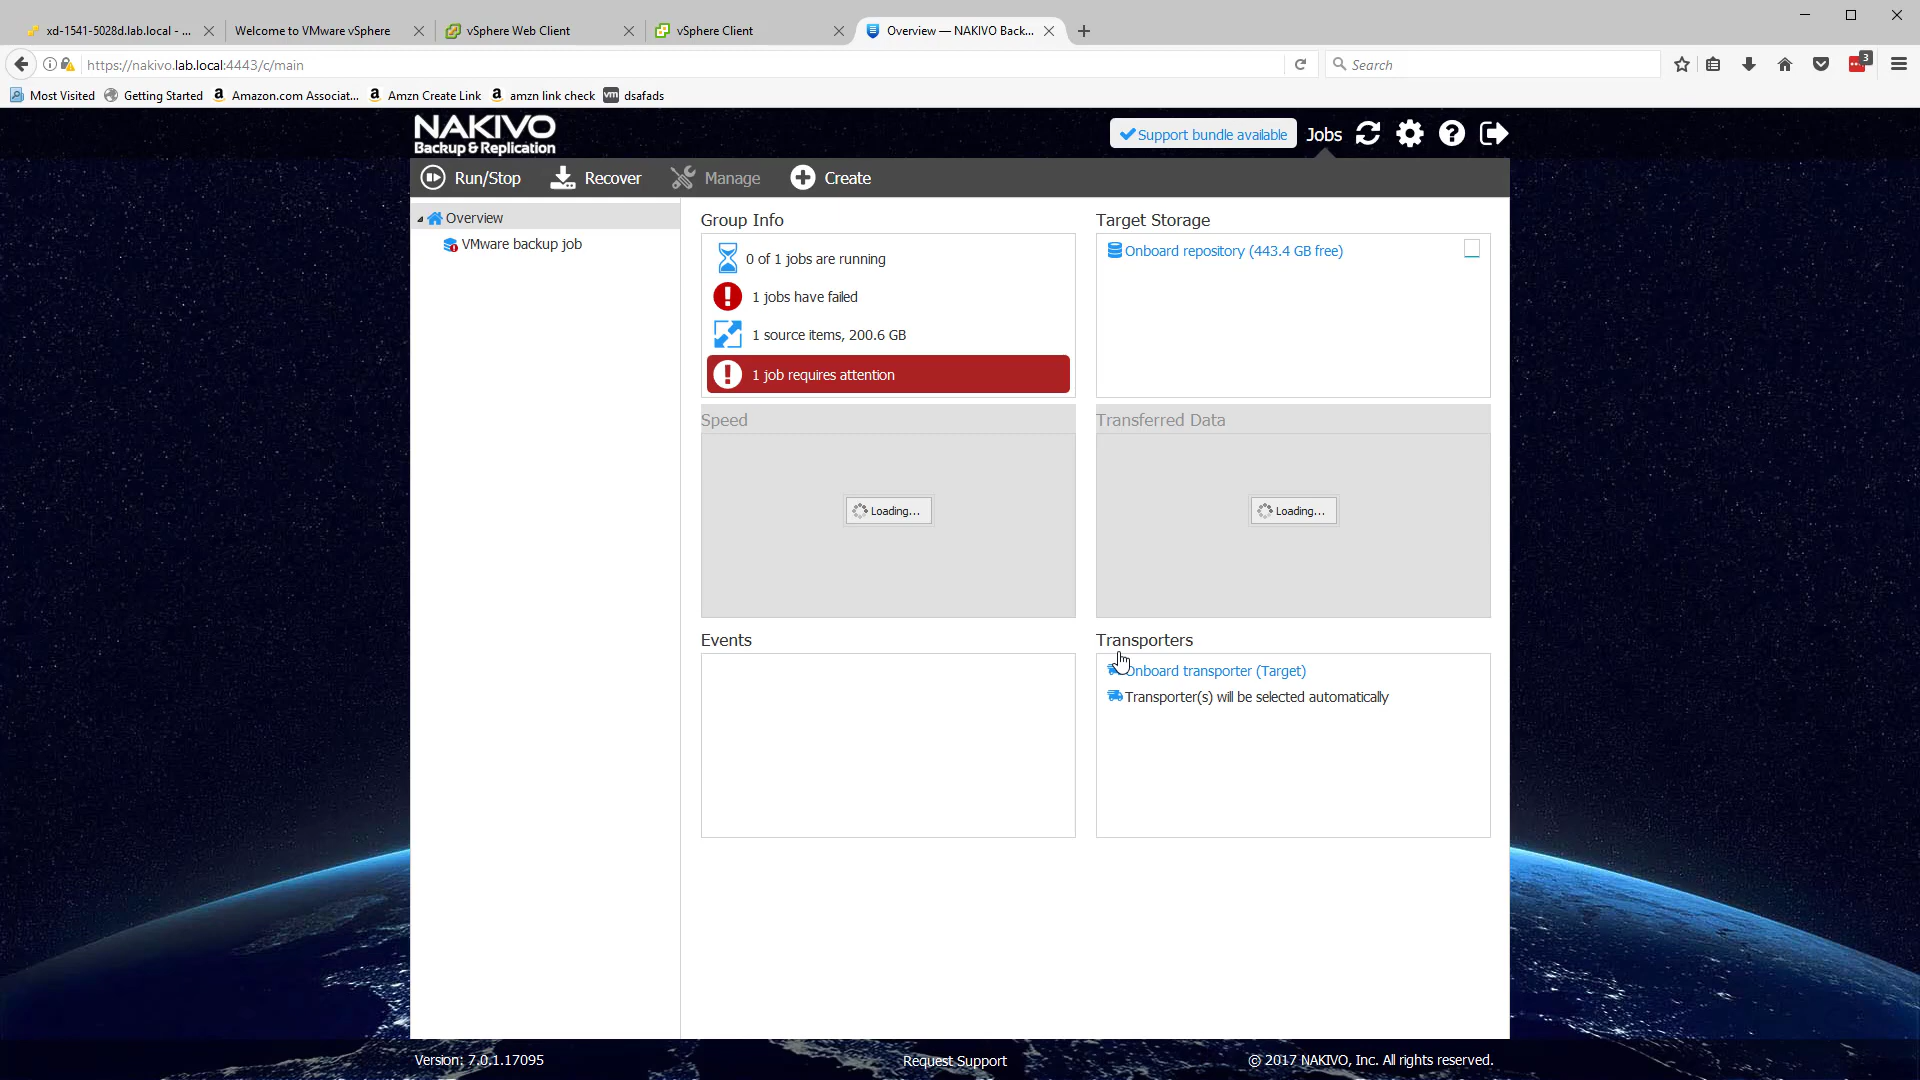 xd-1541-5028d.lab.local - ...
Welcome to VMware vSphere
vSphere Web Client
vSphere Client
Overview — NAKIVO Back...
https://nakivo.lab.local:4443/c/main
Search
3
Most Visited
Getting Started
Amazon.com Associat...
Amzn Create Link
amzn link check
vm dsafads
NAKIVO
Backup & Replication
Support bundle available
Jobs
Run/Stop
Recover
Manage
Create
Overview
VMware backup job
Group Info
0 of 1 jobs are running
1 jobs have failed
1 source items, 200.6 GB
1 job requires attention
Target Storage
Onboard repository (443.4 GB free)
Speed
Loading...
Transferred Data
Loading...
Events
Transporters
Onboard transporter (Target)
Transporter(s) will be selected automatically
Version: 7.0.1.17095
Request Support
© 2017 NAKIVO, Inc. All rights reserved.